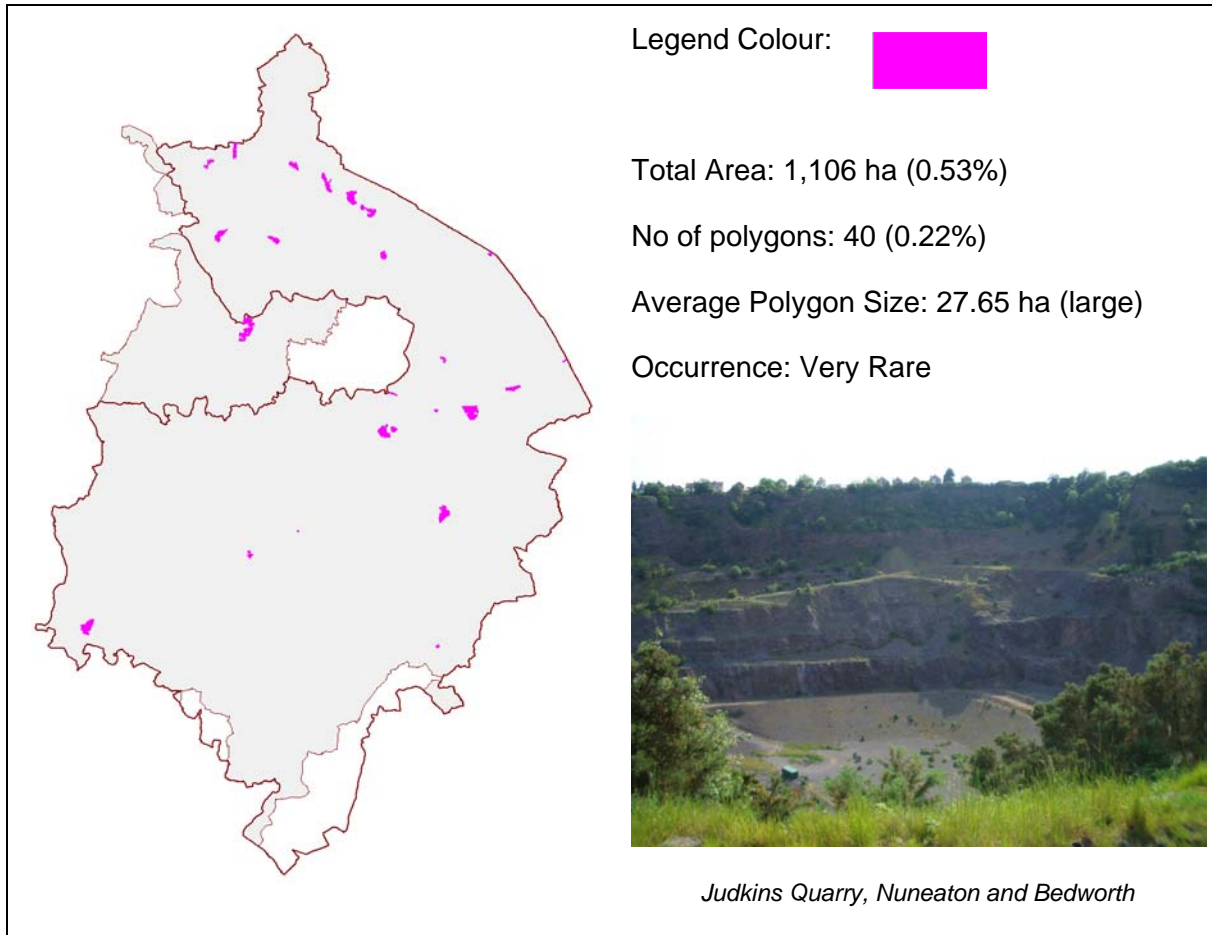 Legend Colour:
Total Area: 1,106 ha (0.53%)
No of polygons: 40 (0.22%)
Average Polygon Size: 27.65 ha (large)
Occurrence: Very Rare
Judkins Quarry, Nuneaton and Bedworth